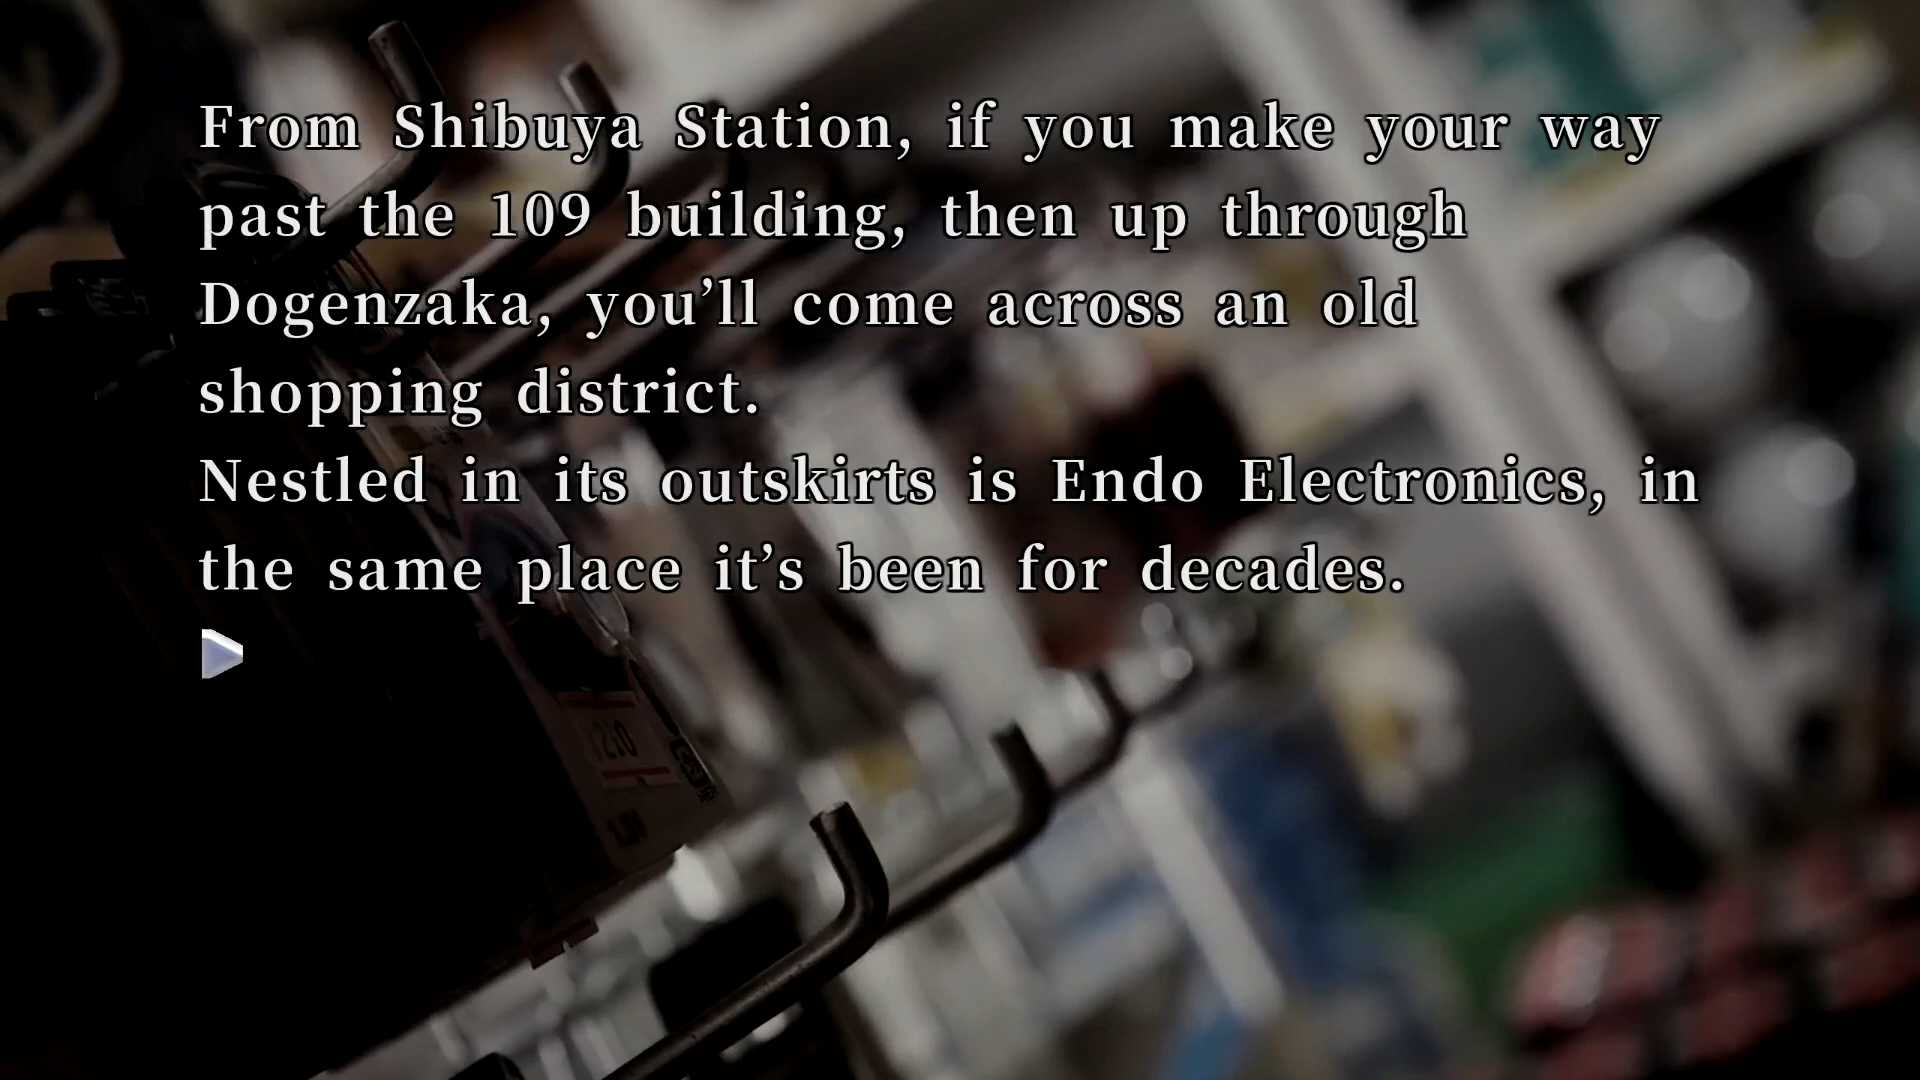 From Shibuya Station, if you make your way
past the 109 building, then up through
Dogenzaka, you’ll come across an old
shopping district.
Nestled in its outskirts is Endo Electronics, in
the same place it’s been for decades.
210